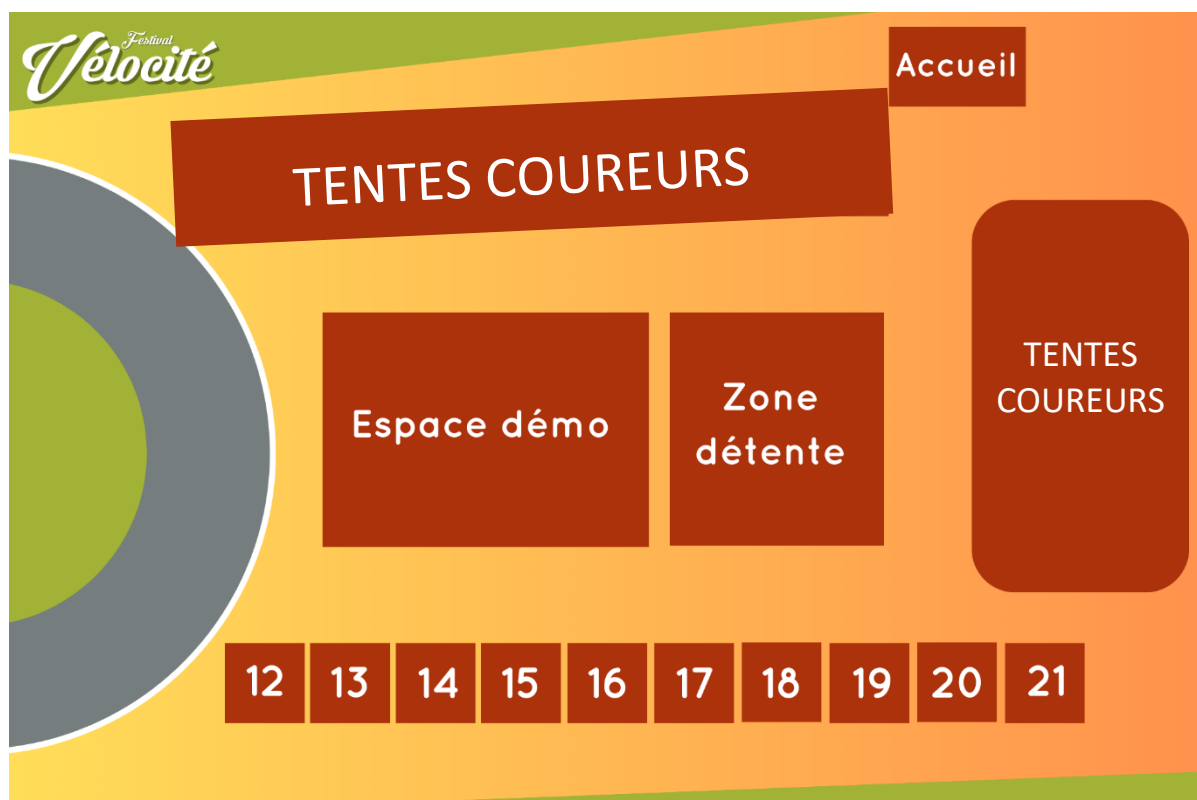 Festival
Vélocité
Accueil
TENTES COUREURS
Espace démo
Zone
détente
TENTES
COUREURS
12 13 14 15 16 17 18 19 20 21